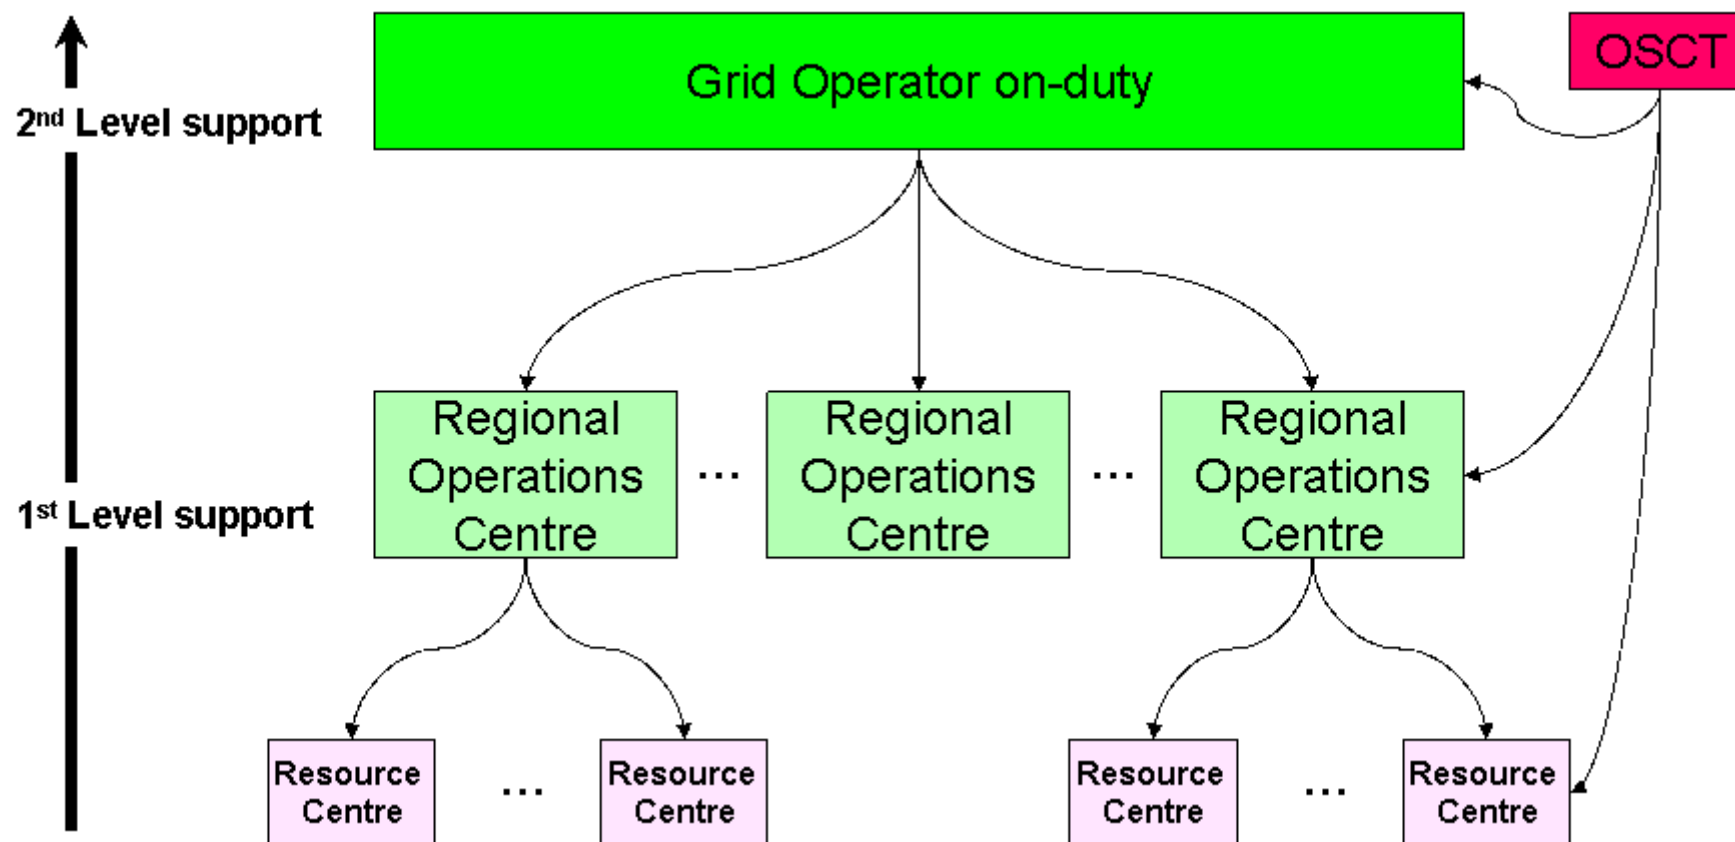 Grid Operator on-duty
OSCT
2nd Level support
Regional
Operations
Centre
...
Regional
Operations
Centre
...
Regional
Operations
Centre
1st Level support
Resource
Centre
...
Resource
Centre
Resource
Centre
...
Resource
Centre